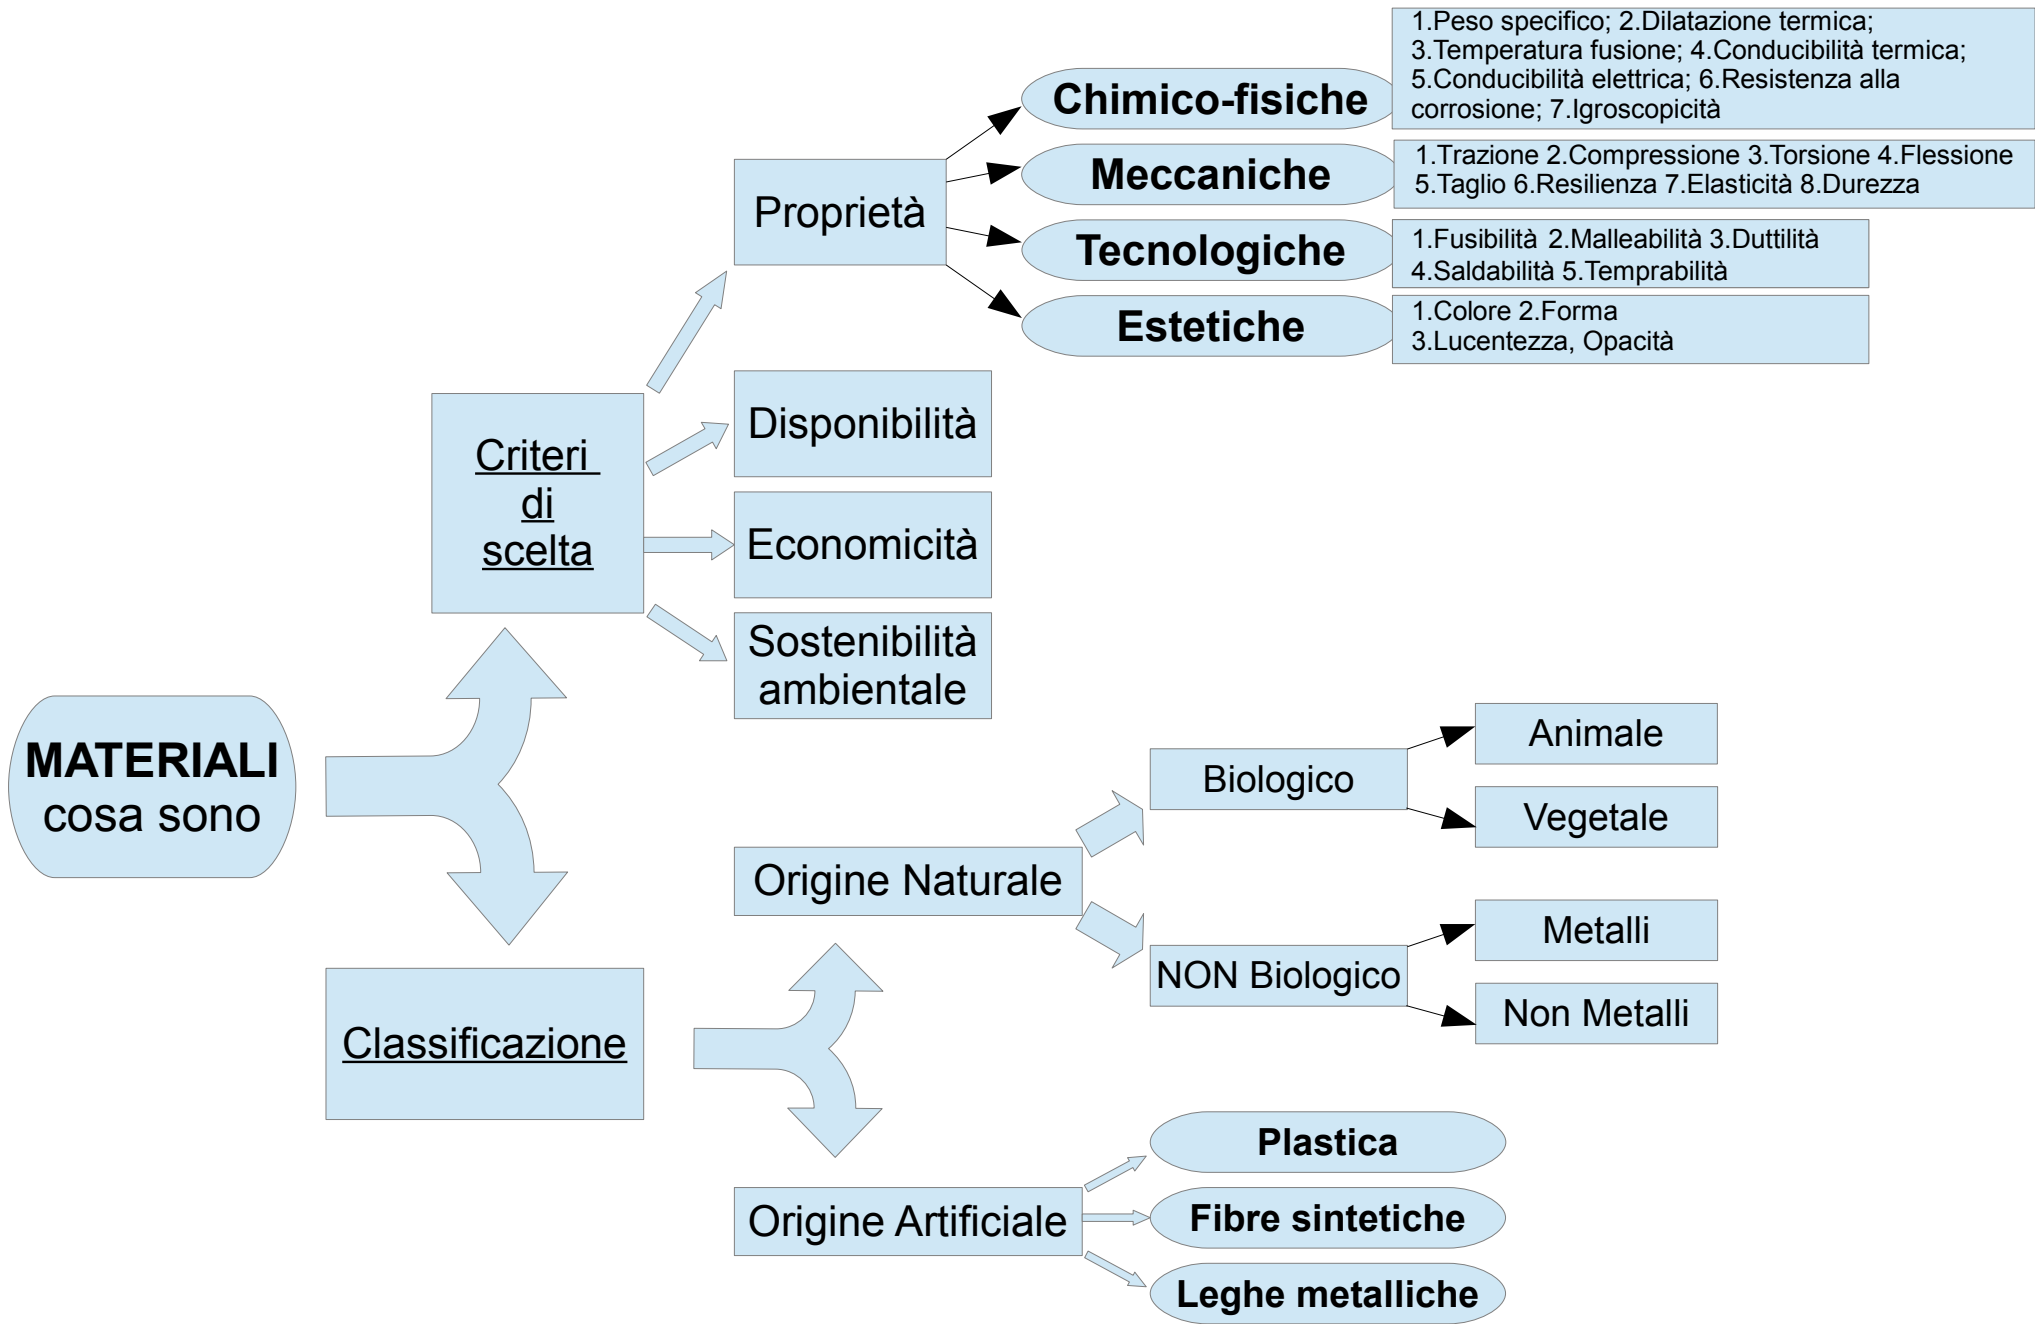 MATERIALI
cosa sono
Criteri
di
scelta
Proprietà
Chimico-fisiche
1.Peso specifico; 2.Dilatazione termica;
3.Temperatura fusione; 4.Conducibilità termica;
5.Conducibilità elettrica; 6.Resistenza alla
corrosione; 7.Igroscopicità
Meccaniche
1.Trazione 2.Compressione 3.Torsione 4.Flessione
5.Taglio 6.Resilienza 7.Elasticità 8.Durezza
Tecnologiche
1.Fusibilità 2.Malleabilità 3.Duttilità
4.Saldabilità 5.Temprabilità
Estetiche
1.Colore 2.Forma
3.Lucentezza, Opacità
Disponibilità
Economicità
Sostenibilità
ambientale
Classificazione
Origine Naturale
Biologico
Animale
Vegetale
NON Biologico
Metalli
Non Metalli
Origine Artificiale
Plastica
Fibre sintetiche
Leghe metalliche